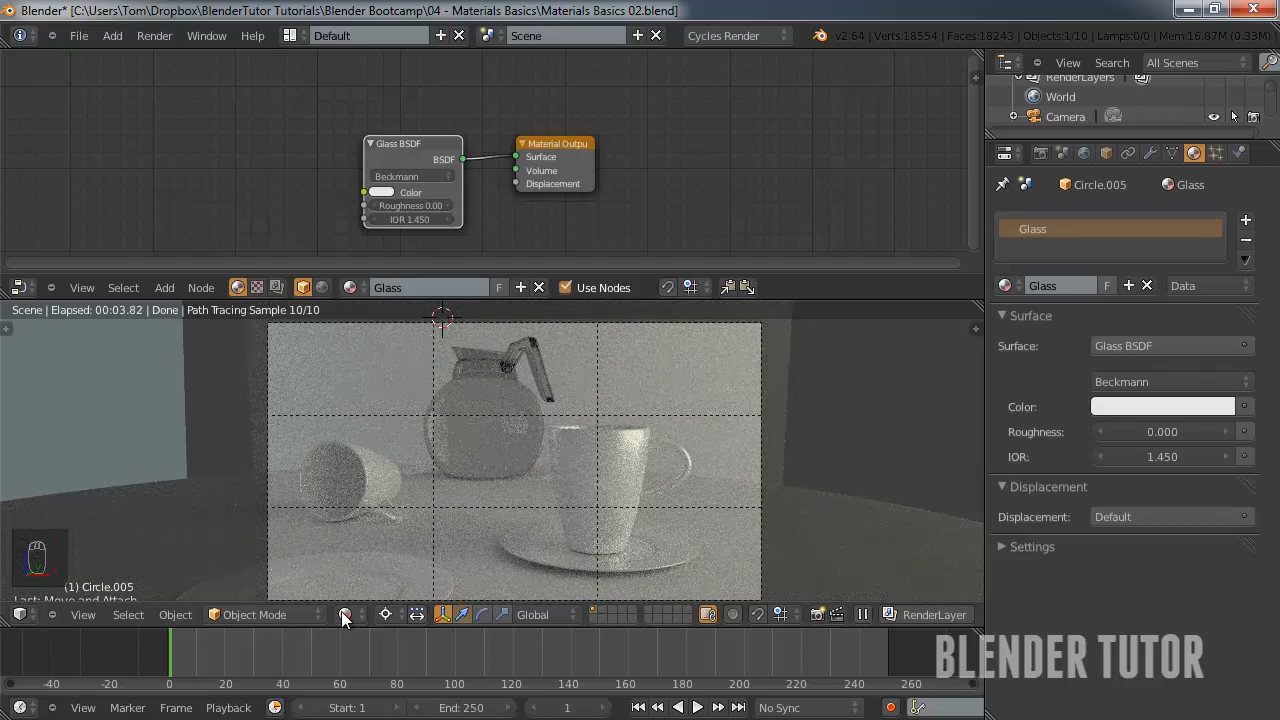 Blender* [C:\Users\Tom\Dropbox\BlenderTutor Tutorials\Blender Bootcamp\04 - Materials Basics\Materials Basics 02.blend]
File Add Render Window Help Default Scene Cycles Render v2.64 | Verts:18554 | Faces:18243 | Objects:1/10 | Lamps:0/0 | Mem:16.87M (0.33M) |
View Search All Scenes
RenderLayers
World
Camera
Glass BSDF
BSDF
Beckmann
Color
Roughness 0.00
IOR 1.450
Material Outpu
Surface
Volume
Displacement
Circle.005 Glass
Glass
Glass F Data
View Select Add Node Glass F Use Nodes
Scene | Elapsed: 00:03.82 | Done | Path Tracing Sample 10/10
Surface
Surface: Glass BSDF
Beckmann
Color:
Roughness: 0.000
IOR: 1.450
Displacement
Displacement: Default
Settings
(1) Circle.005
Last: Move and Attach
View Select Object Object Mode Global RenderLayer
BLENDER TUTOR
-40 -20 0 20 40 60 80 100 120 140 160 180 200 220 240 260
View Marker Frame Playback Start: 1 End: 250 1 No Sync